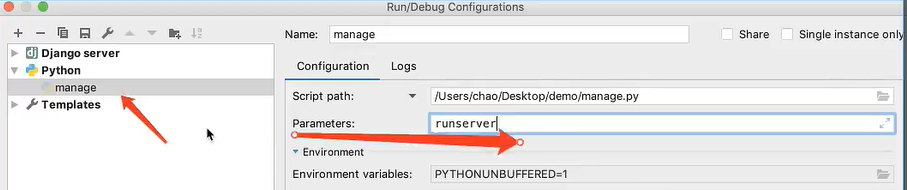 Run/Debug Configurations
Name: manage
Share
Single instance only
dj Django server
Python
manage
Templates
Configuration
Logs
Script path: /Users/chao/Desktop/demo/manage.py
Parameters: runserver
Environment
Environment variables: PYTHONUNBUFFERED=1